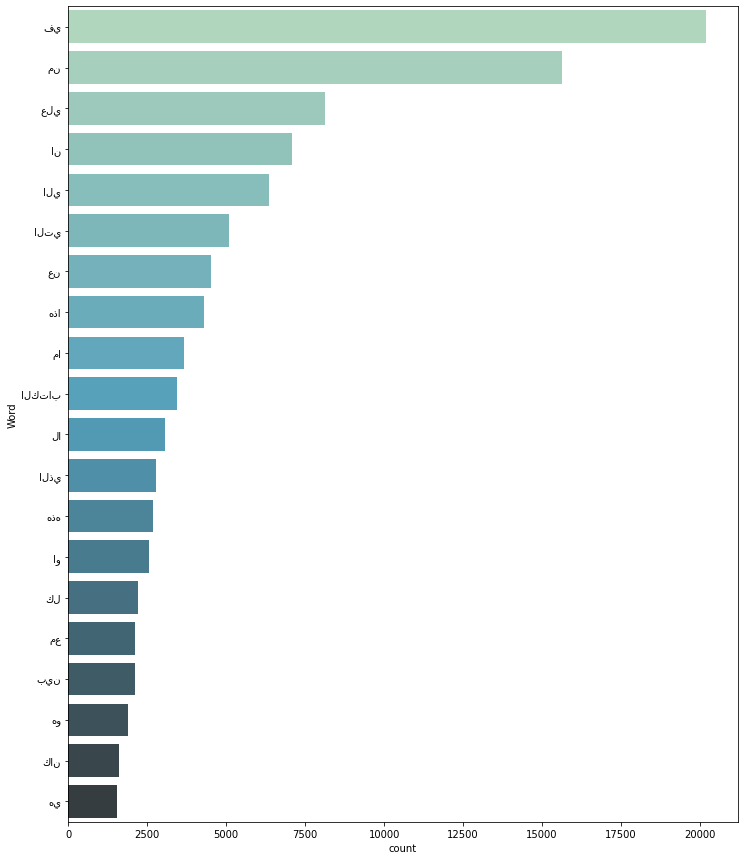 في
من
علي
ان
الي
التي
عن
هذا
ما
الكتاب
لا
الذي
هذه
او
كل
مع
بين
هو
كان
هي
Word
0 2500 5000 7500 10000 12500 15000 17500 20000
count